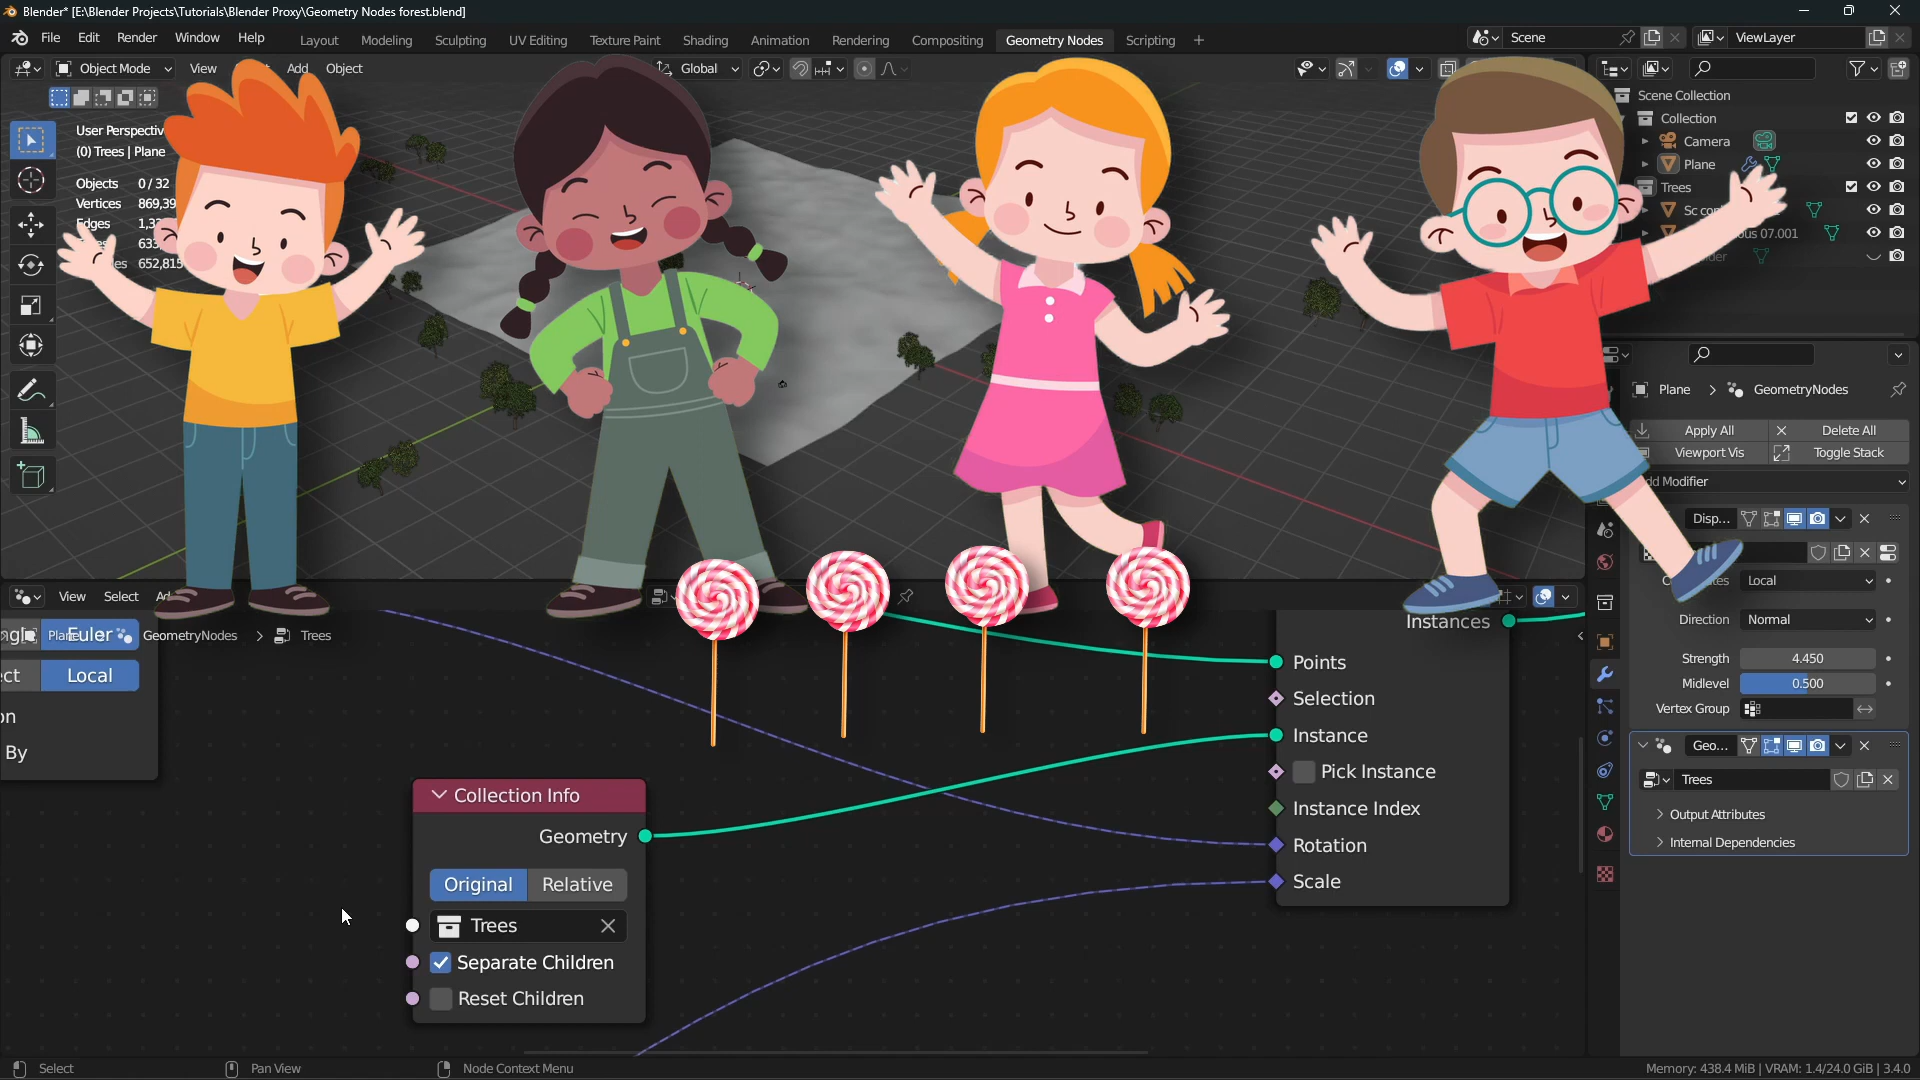 Blender* [E:\Blender Projects\Tutorials\Blender Proxy\Geometry Nodes forest.blend]
File Edit Render Window Help Layout Modeling Sculpting UV Editing Texture Paint Shading Animation Rendering Compositing Geometry Nodes Scripting + Scene ViewLayer
Object Mode View Add Object Global
User Perspectiv
(0) Trees | Plane
Objects 0/32
Vertices 869,39
Edges
652,815
Scene Collection
Collection
Camera
Plane
Trees
Plane > GeometryNodes
Apply All Delete All
Viewport Vis Toggle Stack
Modifier
Disp...
Local
Direction Normal
Strength 4.450
Midlevel 0.500
Vertex Group
Geo...
Trees
Output Attributes
Internal Dependencies
View Select
Plane GeometryNodes > Trees
Euler
Local
By
Collection Info
Geometry
Original Relative
Trees
Separate Children
Reset Children
Instances
Points
Selection
Instance
Pick Instance
Instance Index
Rotation
Scale
Select Pan View Node Context Menu Memory: 438.4 MiB | VRAM: 1.4/24.0 GiB | 3.4.0